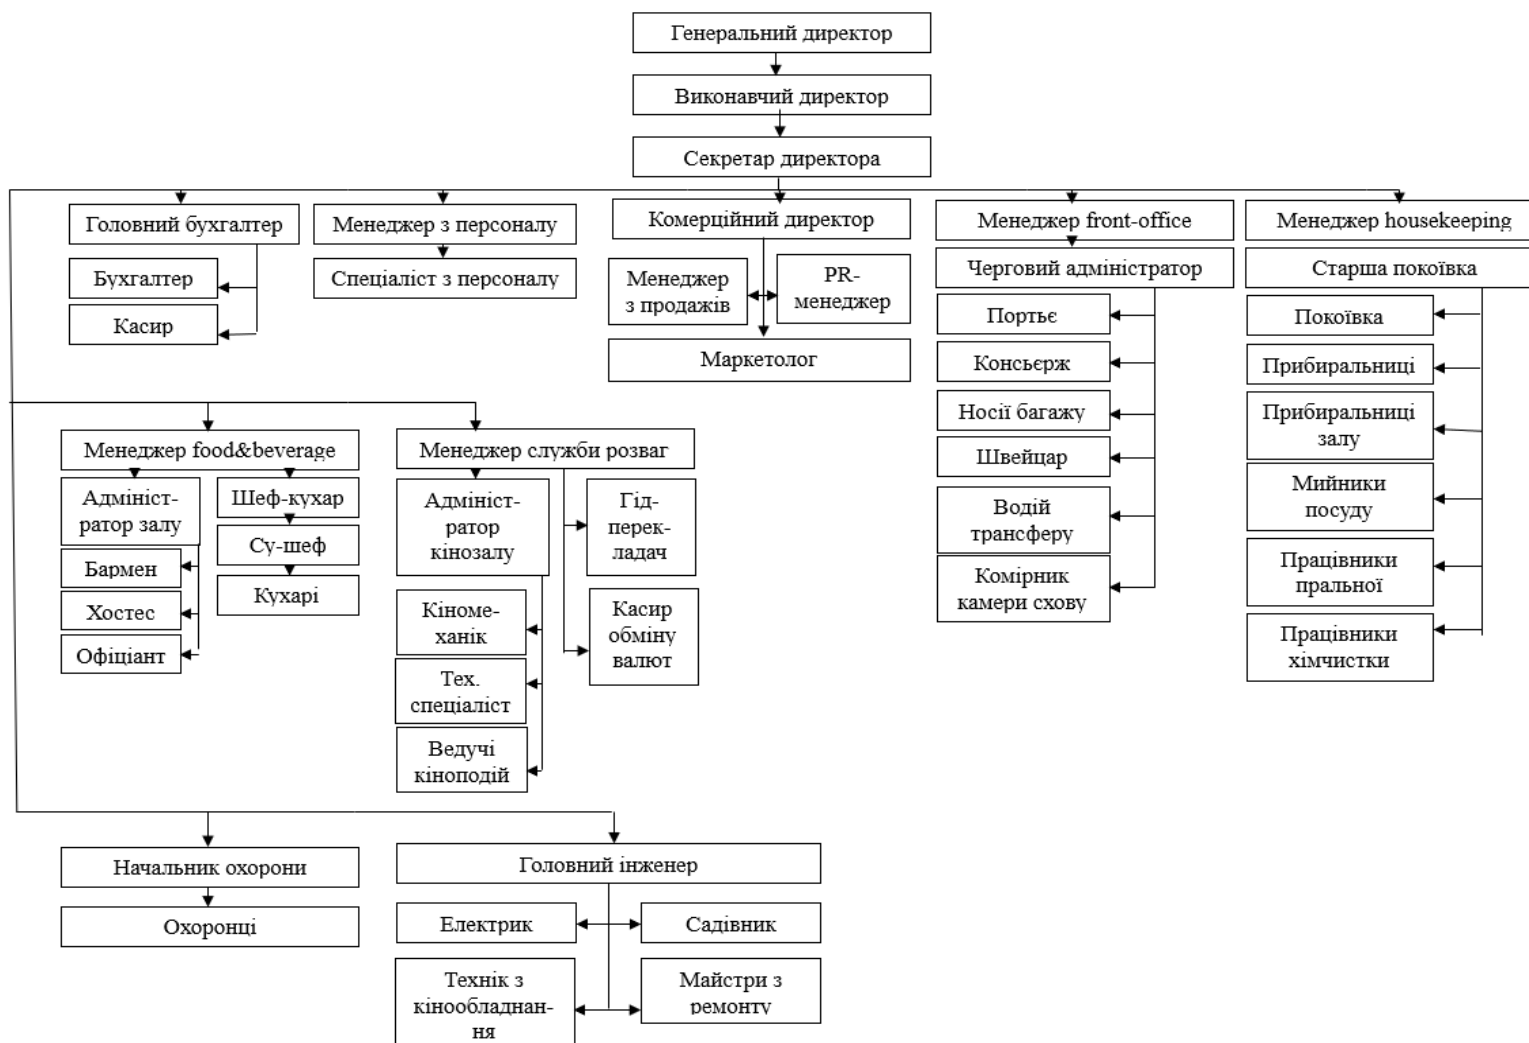 Генеральний директор
Виконавчий директор
Секретар директора
Головний бухгалтер
Менеджер з персоналу
Комерційний директор
Менеджер front-office
Менеджер housekeeping
Бухгалтер
Касир
Спеціаліст з персоналу
Менеджер
з продажів
PR-
менеджер
Маркетолог
Черговий адміністратор
Портьє
Консьєрж
Носії багажу
Швейцар
Водій
трансферу
Комірник
камери схову
Старша покоївка
Покоївка
Прибиральниці
Прибиральниці
залу
Мийники
посуду
Працівники
пральної
Працівники
хімчистки
Менеджер food&beverage
Адмініст-
ратор залу
Бармен
Хостес
Офіціант
Шеф-кухар
Су-шеф
Кухарі
Менеджер служби розваг
Адмініст-
ратор
кінозалу
Кіноме-
ханік
Тех.
спеціаліст
Ведучі
кіноподій
Гід-
перек-
ладач
Касир
обміну
валют
Начальник охорони
Охоронці
Головний інженер
Електрик
Садівник
Технік з
кінообладнан-
ня
Майстри з
ремонту